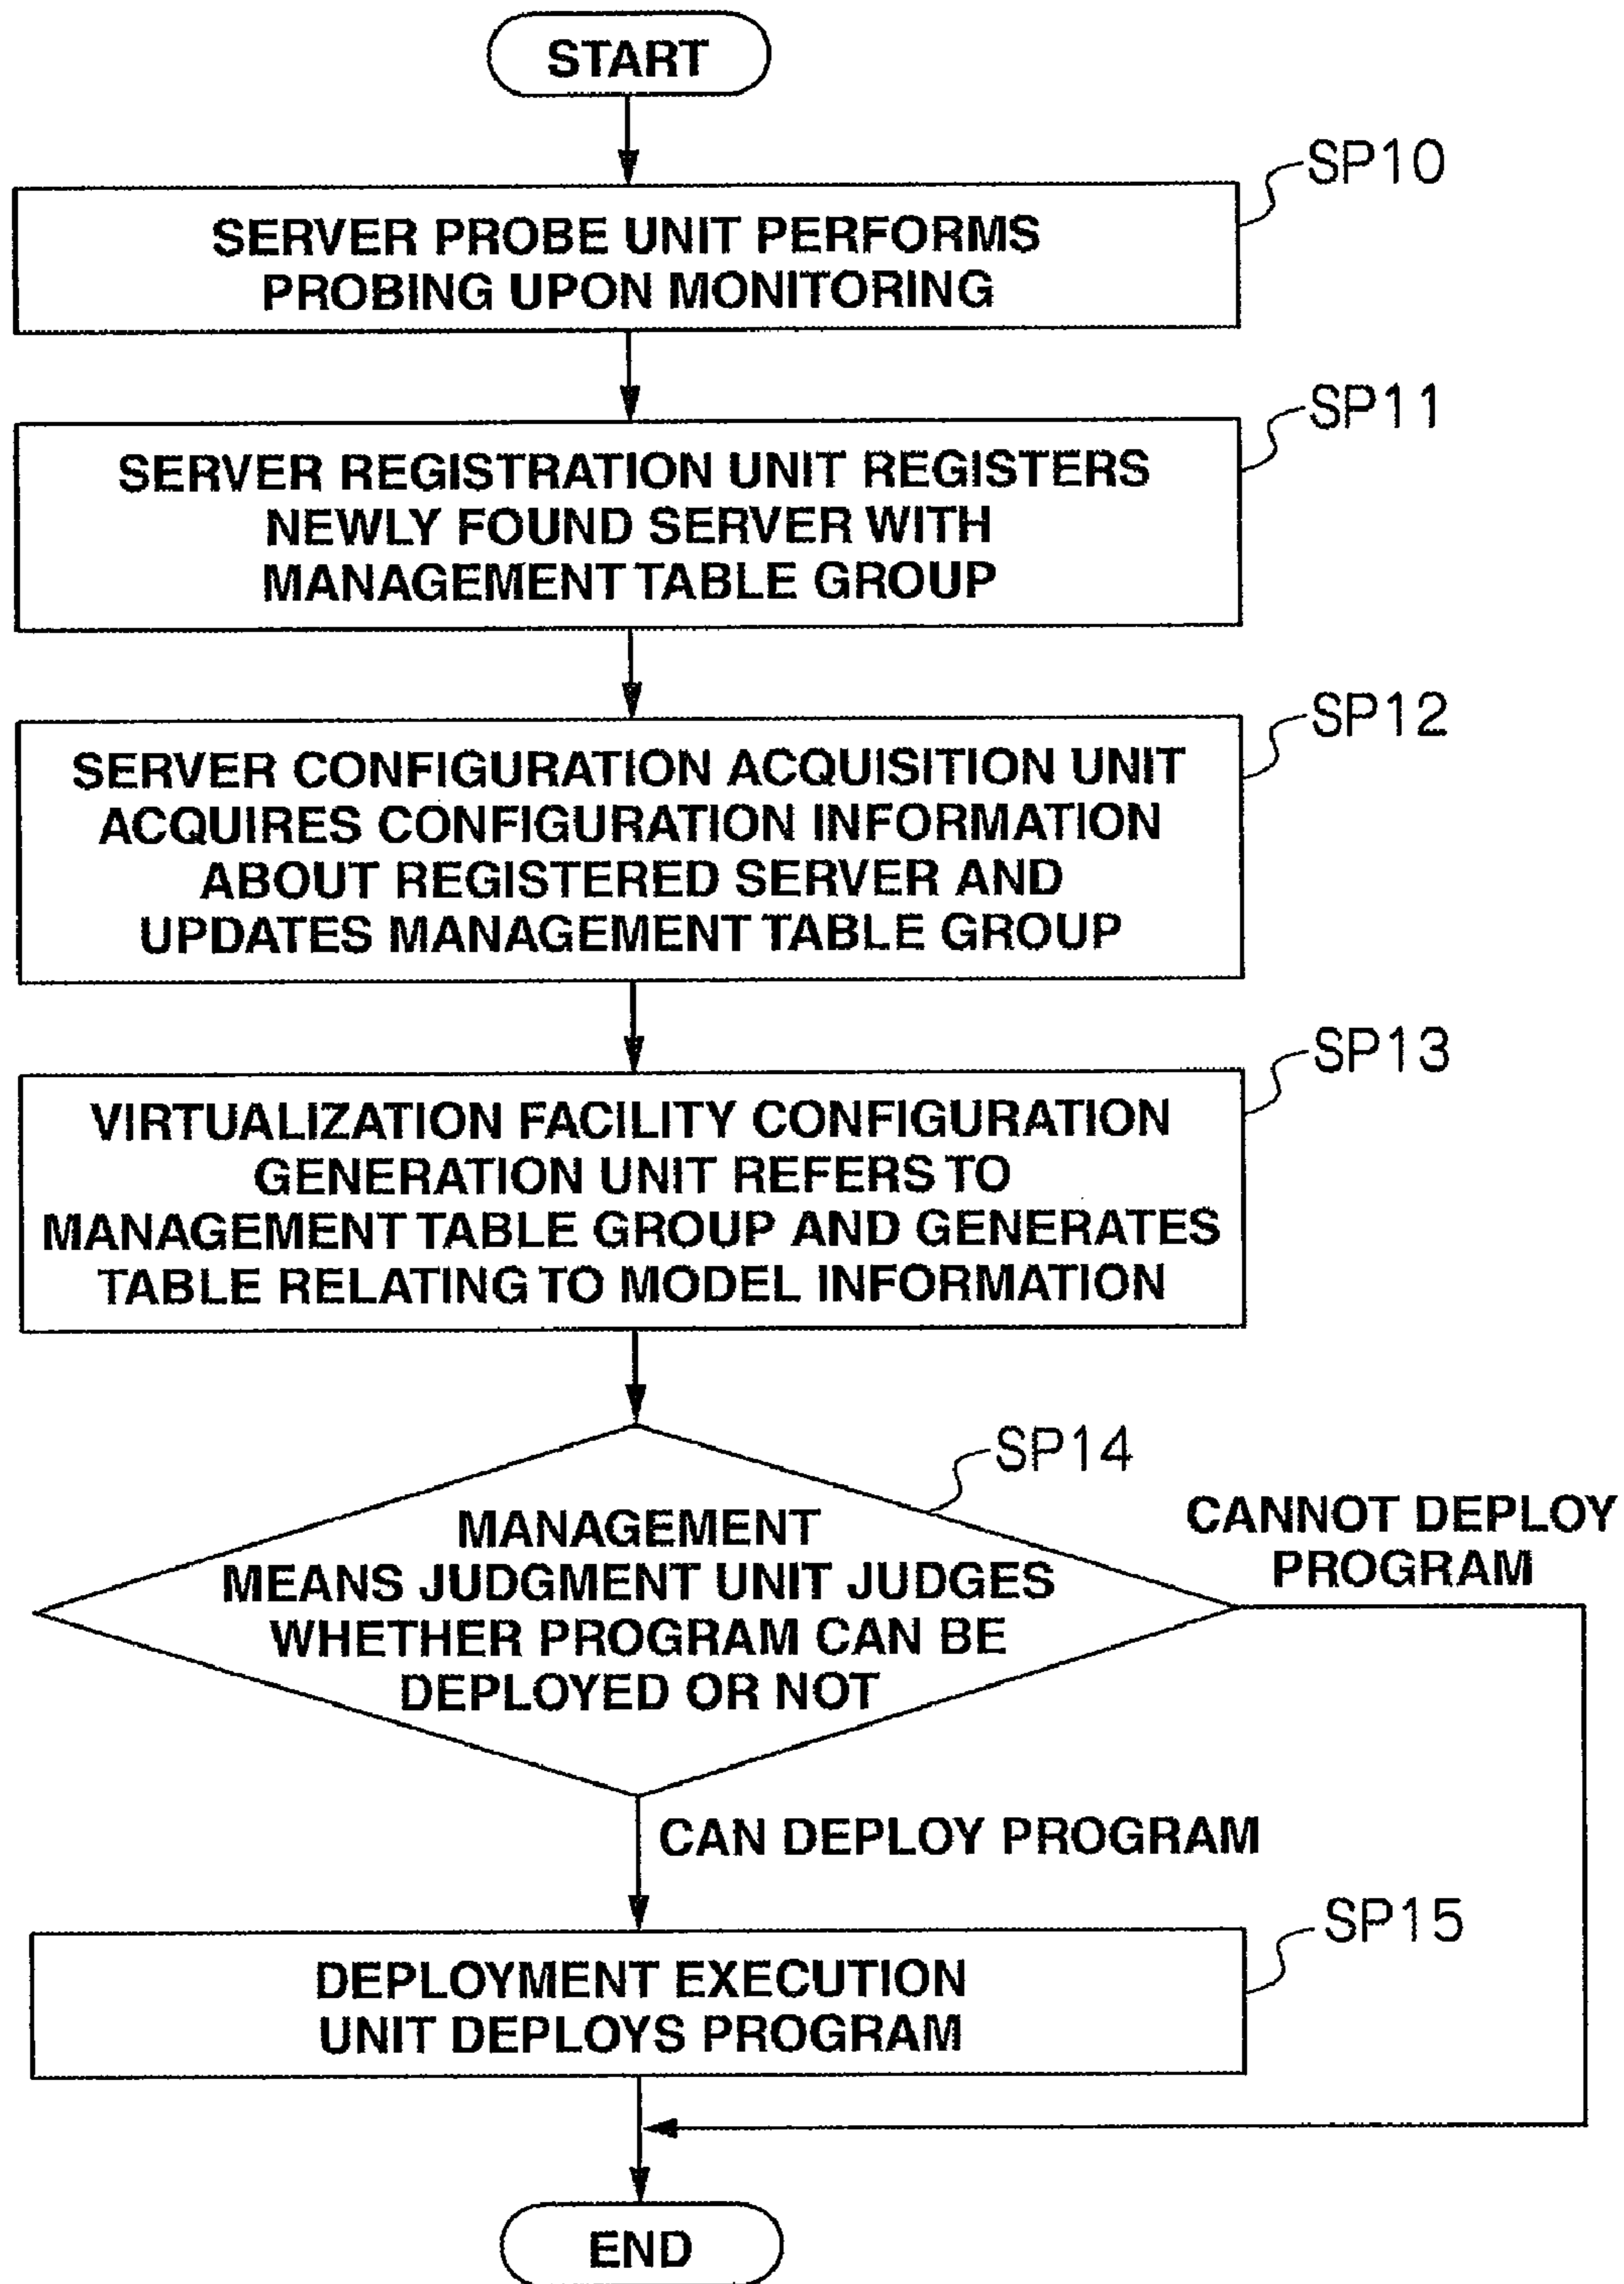 START
SP10
SERVER PROBE UNIT PERFORMS
PROBING UPON MONITORING
SP11
SERVER REGISTRATION UNIT REGISTERS
NEWLY FOUND SERVER WITH
MANAGEMENT TABLE GROUP
SP12
SERVER CONFIGURATION ACQUISITION UNIT
ACQUIRES CONFIGURATION INFORMATION
ABOUT REGISTERED SERVER AND
UPDATES MANAGEMENT TABLE GROUP
SP13
VIRTUALIZATION FACILITY CONFIGURATION
GENERATION UNIT REFERS TO
MANAGEMENT TABLE GROUP AND GENERATES
TABLE RELATING TO MODEL INFORMATION
SP14
MANAGEMENT
MEANS JUDGMENT UNIT JUDGES
WHETHER PROGRAM CAN BE
DEPLOYED OR NOT
CANNOT DEPLOY
PROGRAM
CAN DEPLOY PROGRAM
SP15
DEPLOYMENT EXECUTION
UNIT DEPLOYS PROGRAM
END